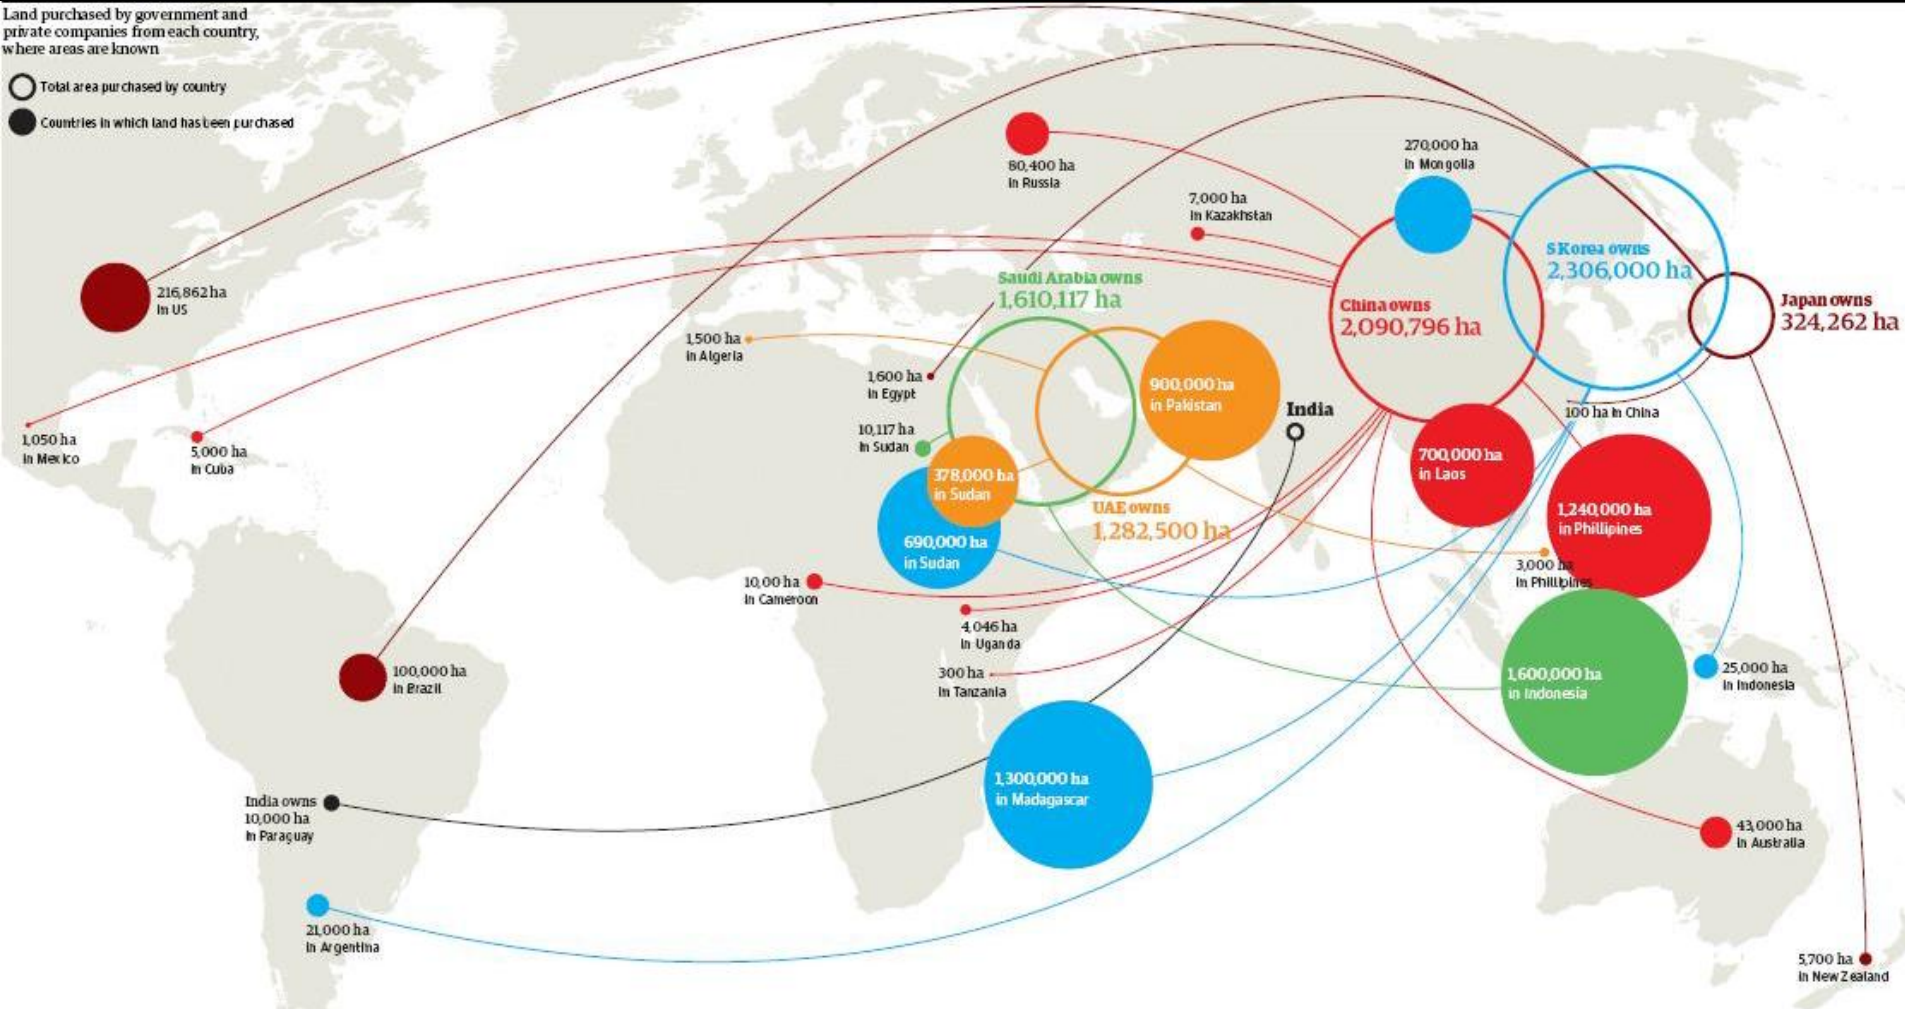 Land purchased by government and
private companies from each country,
where areas are known
Total area purchased by country
Countries in which land has been purchased
80,400 ha
in Russia
270,000 ha
in Mongolia
7,000 ha
in Kazakhstan
S Korea owns
2,306,000 ha
216,862 ha
in US
Saudi Arabia owns
1,610,117 ha
China owns
2,090,796 ha
Japan owns
324,262 ha
1,500 ha
in Algeria
1,600 ha
in Egypt
900,000 ha
in Pakistan
India
100 ha in China
1,050 ha
in Mexico
5,000 ha
in Cuba
10,117 ha
in Sudan
378,000 ha
in Sudan
700,000 ha
in Laos
UAE owns
1,282,500 ha
1,240,000 ha
in Phillipines
690,000 ha
in Sudan
3,000 ha
in Phillipines
10,00 ha
in Cameroon
4,046 ha
in Uganda
300 ha
in Tanzania
100,000 ha
in Brazil
1,600,000 ha
in Indonesia
25,000 ha
in Indonesia
1,300,000 ha
in Madagascar
India owns
10,000 ha
in Paraguay
43,000 ha
in Australia
21,000 ha
in Argentina
5,700 ha
in New Zealand